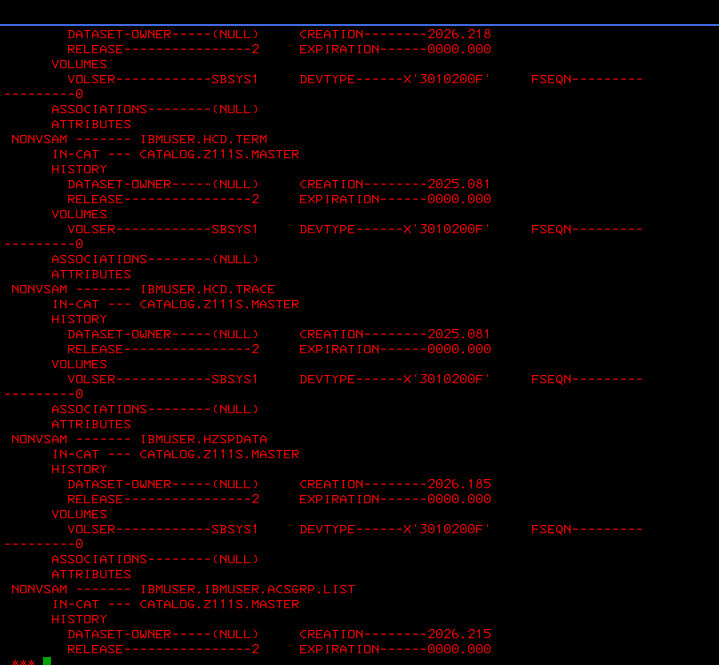 DATASET-OWNER-----(NULL)     CREATION--------2026.218
RELEASE----------------2     EXPIRATION------0000.000
VOLUMES
VOLSER------------SBSYS1     DEVTYPE------X'3010200F'     FSEQN---------
---------0
ASSOCIATIONS--------(NULL)
ATTRIBUTES
NONVSAM ------- IBMUSER.HCD.TERM
IN-CAT --- CATALOG.Z111S.MASTER
HISTORY
DATASET-OWNER-----(NULL)     CREATION--------2025.081
RELEASE----------------2     EXPIRATION------0000.000
VOLUMES
VOLSER------------SBSYS1     DEVTYPE------X'3010200F'     FSEQN---------
---------0
ASSOCIATIONS--------(NULL)
ATTRIBUTES
NONVSAM ------- IBMUSER.HCD.TRACE
IN-CAT --- CATALOG.Z111S.MASTER
HISTORY
DATASET-OWNER-----(NULL)     CREATION--------2025.081
RELEASE----------------2     EXPIRATION------0000.000
VOLUMES
VOLSER------------SBSYS1     DEVTYPE------X'3010200F'     FSEQN---------
---------0
ASSOCIATIONS--------(NULL)
ATTRIBUTES
NONVSAM ------- IBMUSER.HZSPDATA
IN-CAT --- CATALOG.Z111S.MASTER
HISTORY
DATASET-OWNER-----(NULL)     CREATION--------2026.185
RELEASE----------------2     EXPIRATION------0000.000
VOLUMES
VOLSER------------SBSYS1     DEVTYPE------X'3010200F'     FSEQN---------
---------0
ASSOCIATIONS--------(NULL)
ATTRIBUTES
NONVSAM ------- IBMUSER.IBMUSER.ACSGRP.LIST
IN-CAT --- CATALOG.Z111S.MASTER
HISTORY
DATASET-OWNER-----(NULL)     CREATION--------2026.215
RELEASE----------------2     EXPIRATION------0000.000
***